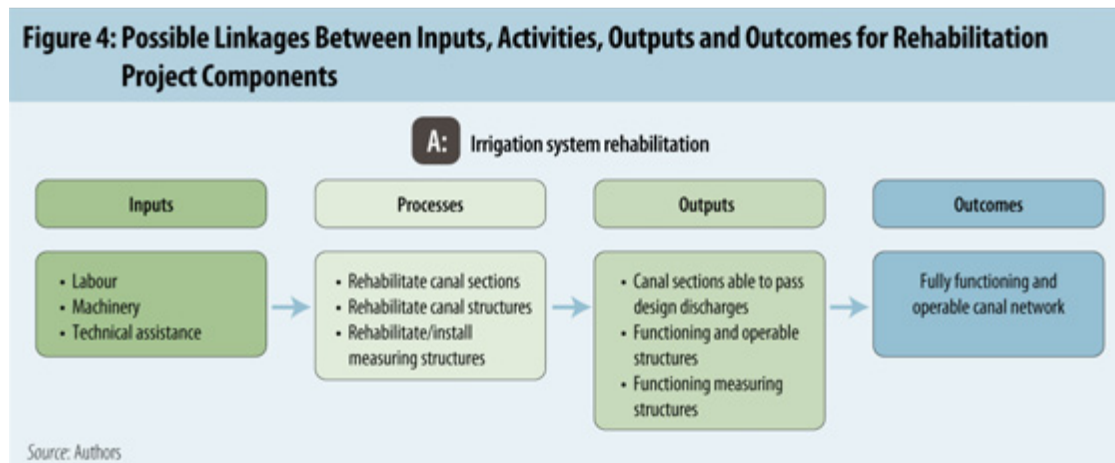 Figure 4: Possible Linkages Between Inputs, Activities, Outputs and Outcomes for Rehabilitation
Project Components
A: Irrigation system rehabilitation
Inputs
• Labour
• Machinery
• Technical assistance
Processes
• Rehabilitate canal sections
• Rehabilitate canal structures
• Rehabilitate/install
measuring structures
Outputs
• Canal sections able to pass
design discharges
• Functioning and operable
structures
• Functioning measuring
structures
Outcomes
Fully functioning and
operable canal network
Source: Authors